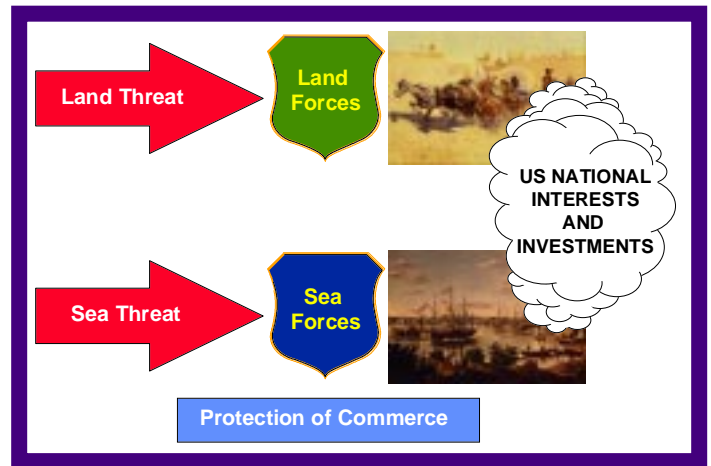 Land Threat
Land
Forces
US NATIONAL
INTERESTS
AND
INVESTMENTS
Sea Threat
Sea
Forces
Protection of Commerce